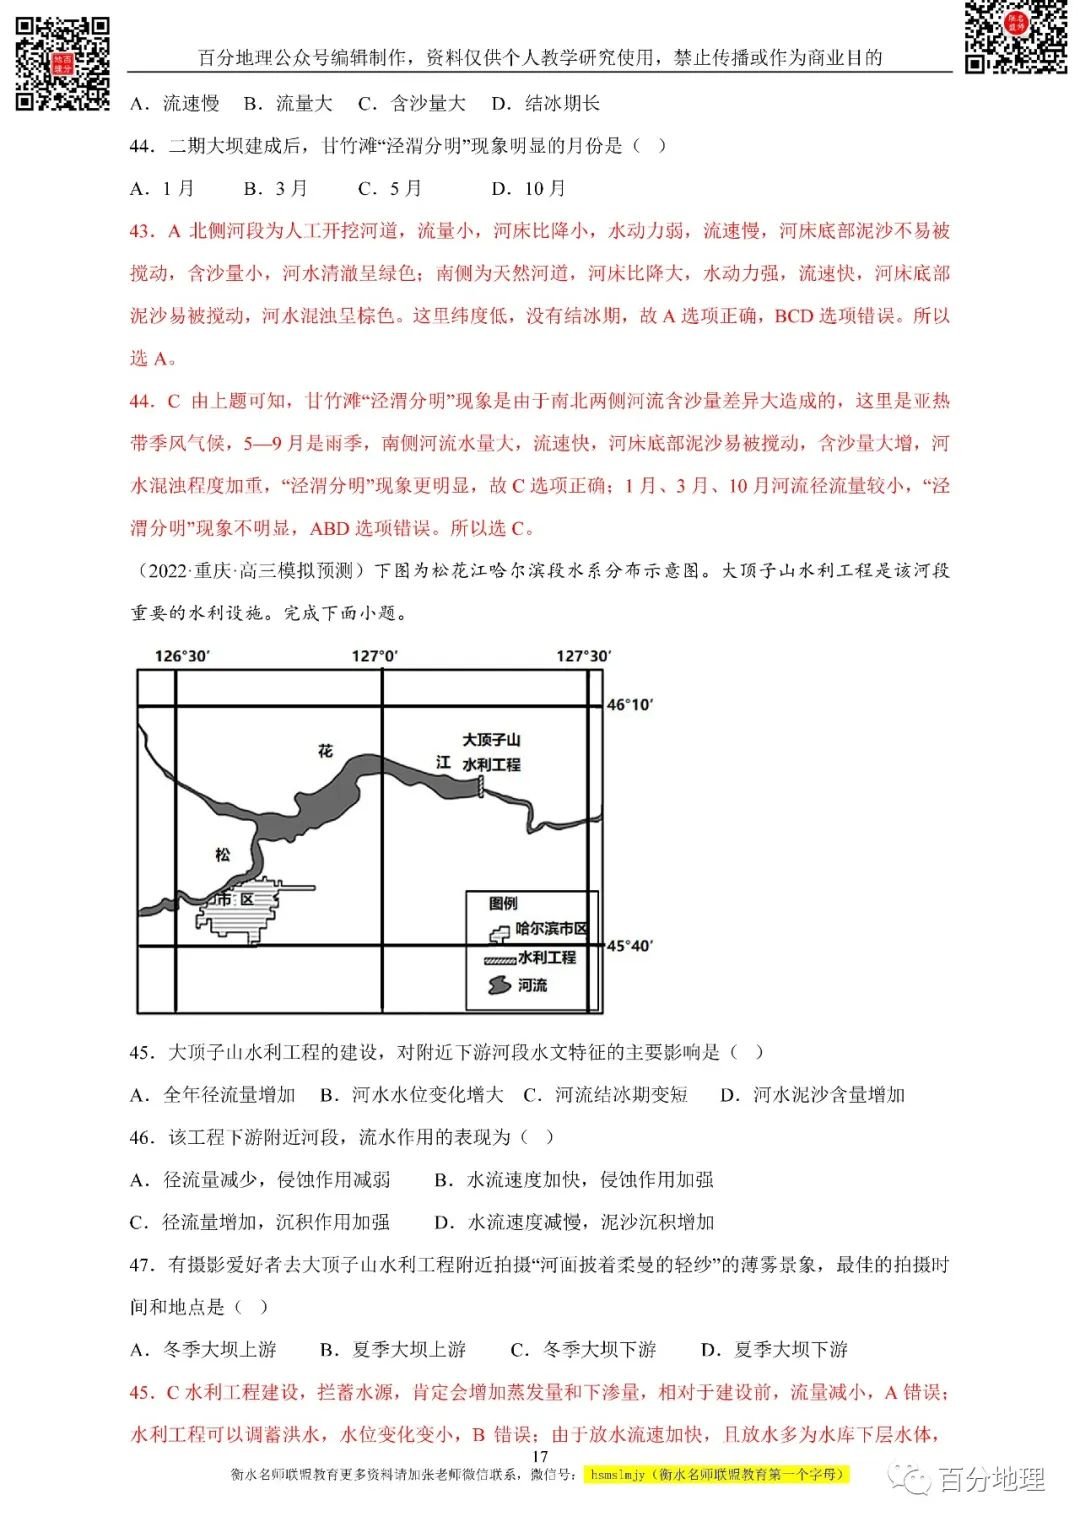 百分地理公众号编辑制作，资料仅供个人教学研究使用，禁止传播或作为商业目的
A．流速慢 B．流量大 C．含沙量大 D．结冰期长
44．二期大坝建成后，甘竹滩“泾渭分明”现象明显的月份是（ ）
A．1月 B．3月 C．5月 D．10月
43．A 北侧河段为人工开挖河道，流量小，河床比降小，水动力弱，流速慢，河床底部泥沙不易被
搅动，含沙量小，河水清澈呈绿色；南侧为天然河道，河床比降大，水动力强，流速快，河床底部
泥沙易被搅动，河水混浊呈棕色。这里纬度低，没有结冰期，故A选项正确，BCD选项错误。所以
选A。
44．C 由上题可知，甘竹滩“泾渭分明”现象是由于南北两侧河流含沙量差异大造成的，这里是亚热
带季风气候，5—9月是雨季，南侧河流水量大，流速快，河床底部泥沙易被搅动，含沙量大增，河
水混浊程度加重，“泾渭分明”现象更明显，故C选项正确；1月、3月、10月河流径流量较小，“泾
渭分明”现象不明显，ABD选项错误。所以选C。
（2022·重庆·高三模拟预测）下图为松花江哈尔滨段水系分布示意图。大顶子山水利工程是该河段
重要的水利设施。完成下面小题。
126°30′ 127°0′ 127°30′
46°10′
大顶子山
花
江 水利工程
松
市 区
图例
哈尔滨市区
45°40′
水利工程
河流
45．大顶子山水利工程的建设，对附近下游河段水文特征的主要影响是（ ）
A．全年径流量增加 B．河水水位变化增大 C．河流结冰期变短 D．河水泥沙含量增加
46．该工程下游附近河段，流水作用的表现为（ ）
A．径流量减少，侵蚀作用减弱 B．水流速度加快，侵蚀作用加强
C．径流量增加，沉积作用加强 D．水流速度减慢，泥沙沉积增加
47．有摄影爱好者去大顶子山水利工程附近拍摄“河面披着柔曼的轻纱”的薄雾景象，最佳的拍摄时
间和地点是（ ）
A．冬季大坝上游 B．夏季大坝上游 C．冬季大坝下游 D．夏季大坝下游
45．C 水利工程建设，拦蓄水源，肯定会增加蒸发量和下渗量，相对于建设前，流量减小，A错误；
水利工程可以调蓄洪水，水位变化变小，B 错误；由于放水流速加快，且放水多为水库下层水体，
17
衡水名师联盟教育更多资料请加张老师微信联系，微信号：hsmslmjy（衡水名师联盟教育第一个字母）
百分地理